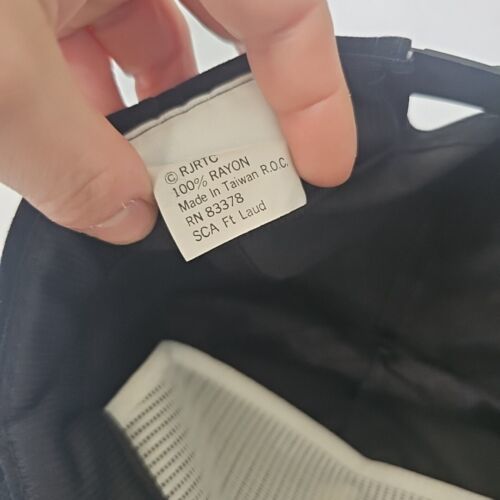 © RJRTC
100% RAYON
Made In Taiwan R.O.C.
RN 83378
SCA Ft Laud